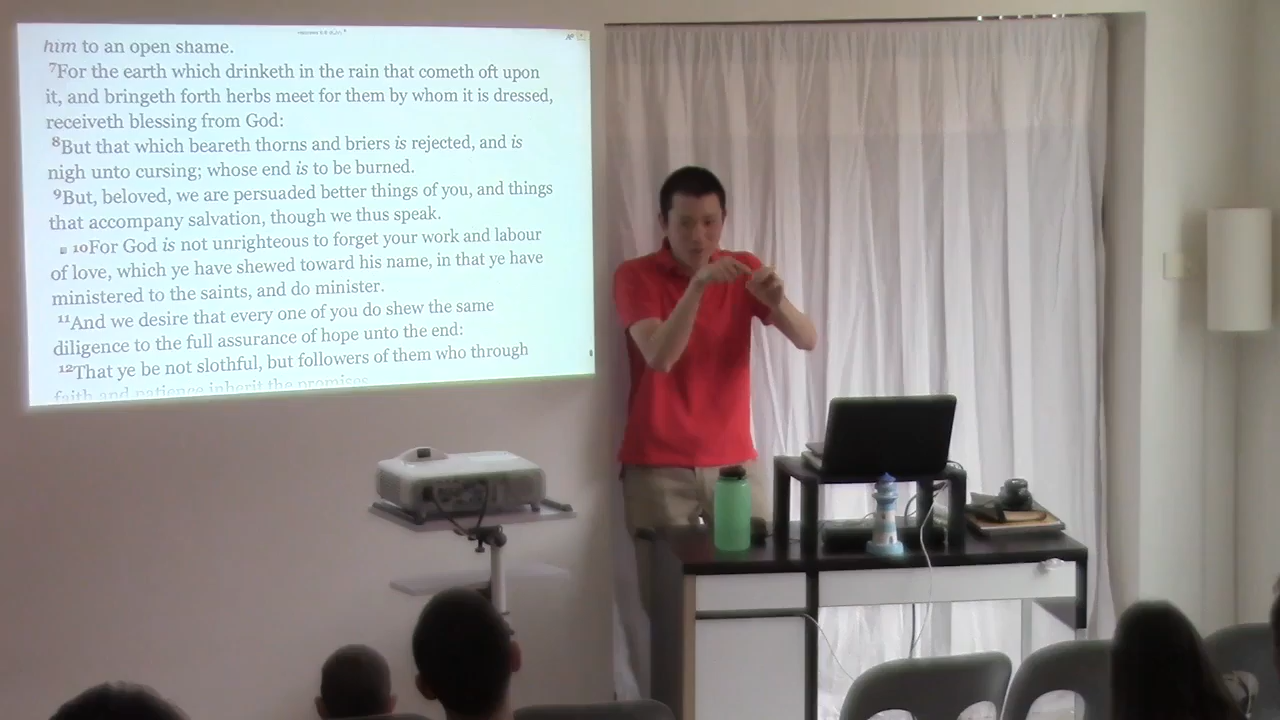 him to an open shame.
7For the earth which drinketh in the rain that cometh oft upon
it, and bringeth forth herbs meet for them by whom it is dressed,
receiveth blessing from God:
8But that which beareth thorns and briers is rejected, and is
nigh unto cursing; whose end is to be burned.
9But, beloved, we are persuaded better things of you, and things
that accompany salvation, though we thus speak.
10For God is not unrighteous to forget your work and labour
of love, which ye have shewed toward his name, in that ye have
ministered to the saints, and do minister.
11And we desire that every one of you do shew the same
diligence to the full assurance of hope unto the end:
12That ye be not slothful, but followers of them who through
faith and patience inherit the promises